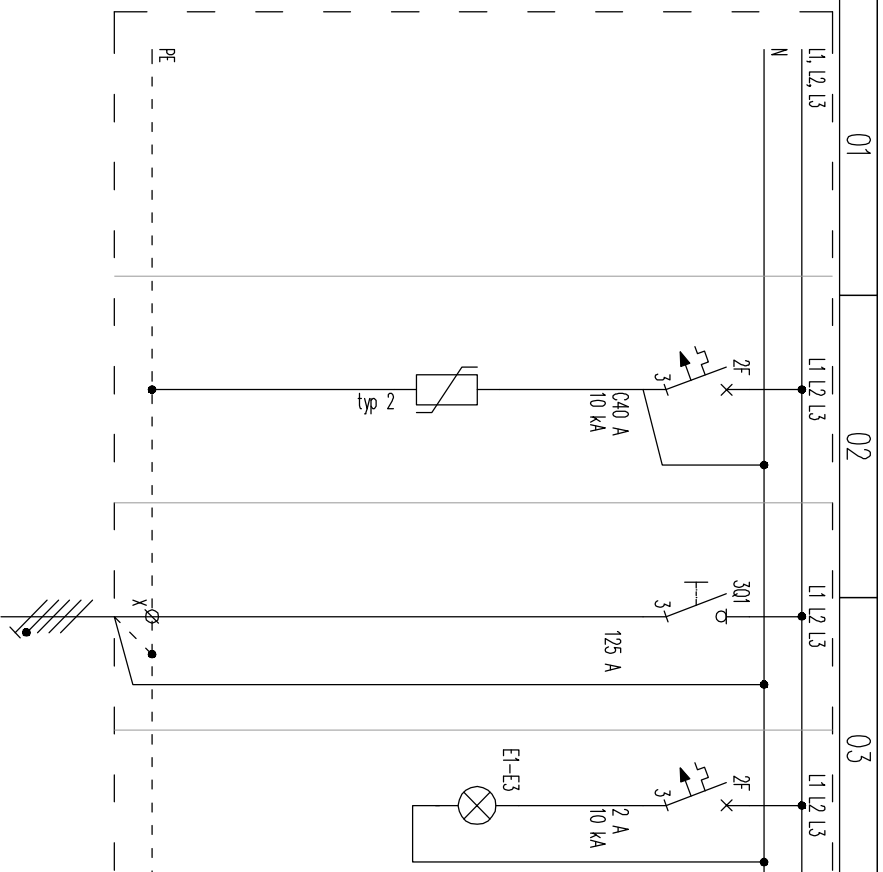 01
02
03
L1, L2, L3
N
PE
L1 L2 L3
2F
3
C40 A
10 kA
typ 2
L1 L2 L3
3Q1
3
125 A
X
L1 L2 L3
2F
3
2 A
10 kA
E1-E3